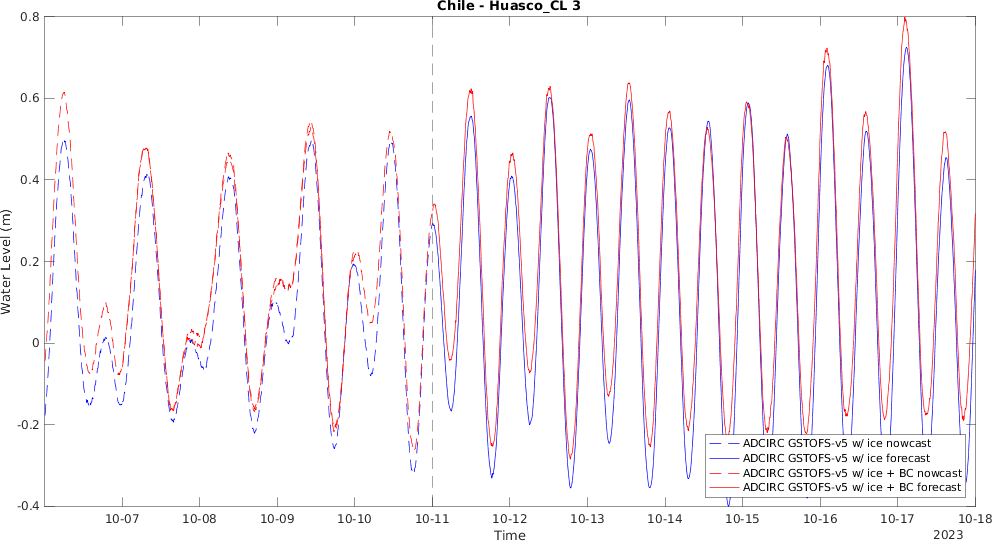 Chile - Huasco_CL 3
0.8
0.6
0.4
0.2
0
-0.2
-0.4
Water Level (m)
ADCIRC GSTOFS-v5 w/ ice nowcast
ADCIRC GSTOFS-v5 w/ ice forecast
ADCIRC GSTOFS-v5 w/ ice + BC nowcast
ADCIRC GSTOFS-v5 w/ ice + BC forecast
10-07 10-08 10-09 10-10 10-11 10-12 10-13 10-14 10-15 10-16 10-17 10-18
Time
2023